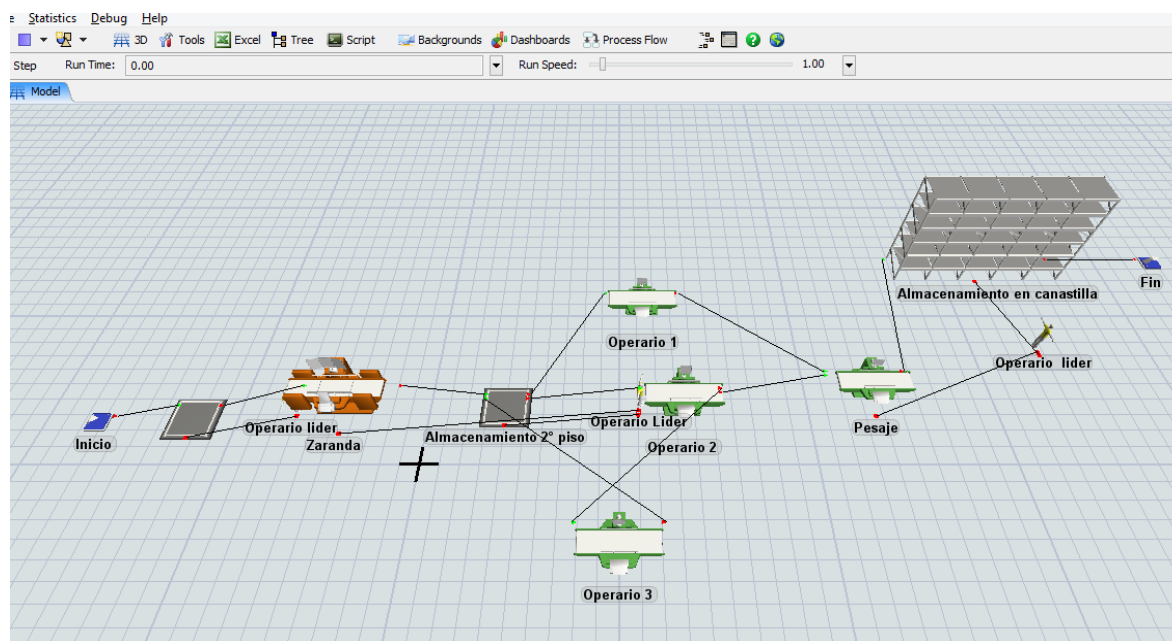 e Statistics Debug Help
3D Tools Excel Tree Script Backgrounds Dashboards Process Flow
Step Run Time: 0.00 Run Speed: 1.00
Model
Almacenamiento en canastilla
Fin
Operario 1
Operario lider
Inicio
Operario lider
Zaranda
Almacenamiento 2° piso
Operario Lider
Operario 2
Pesaje
Operario 3